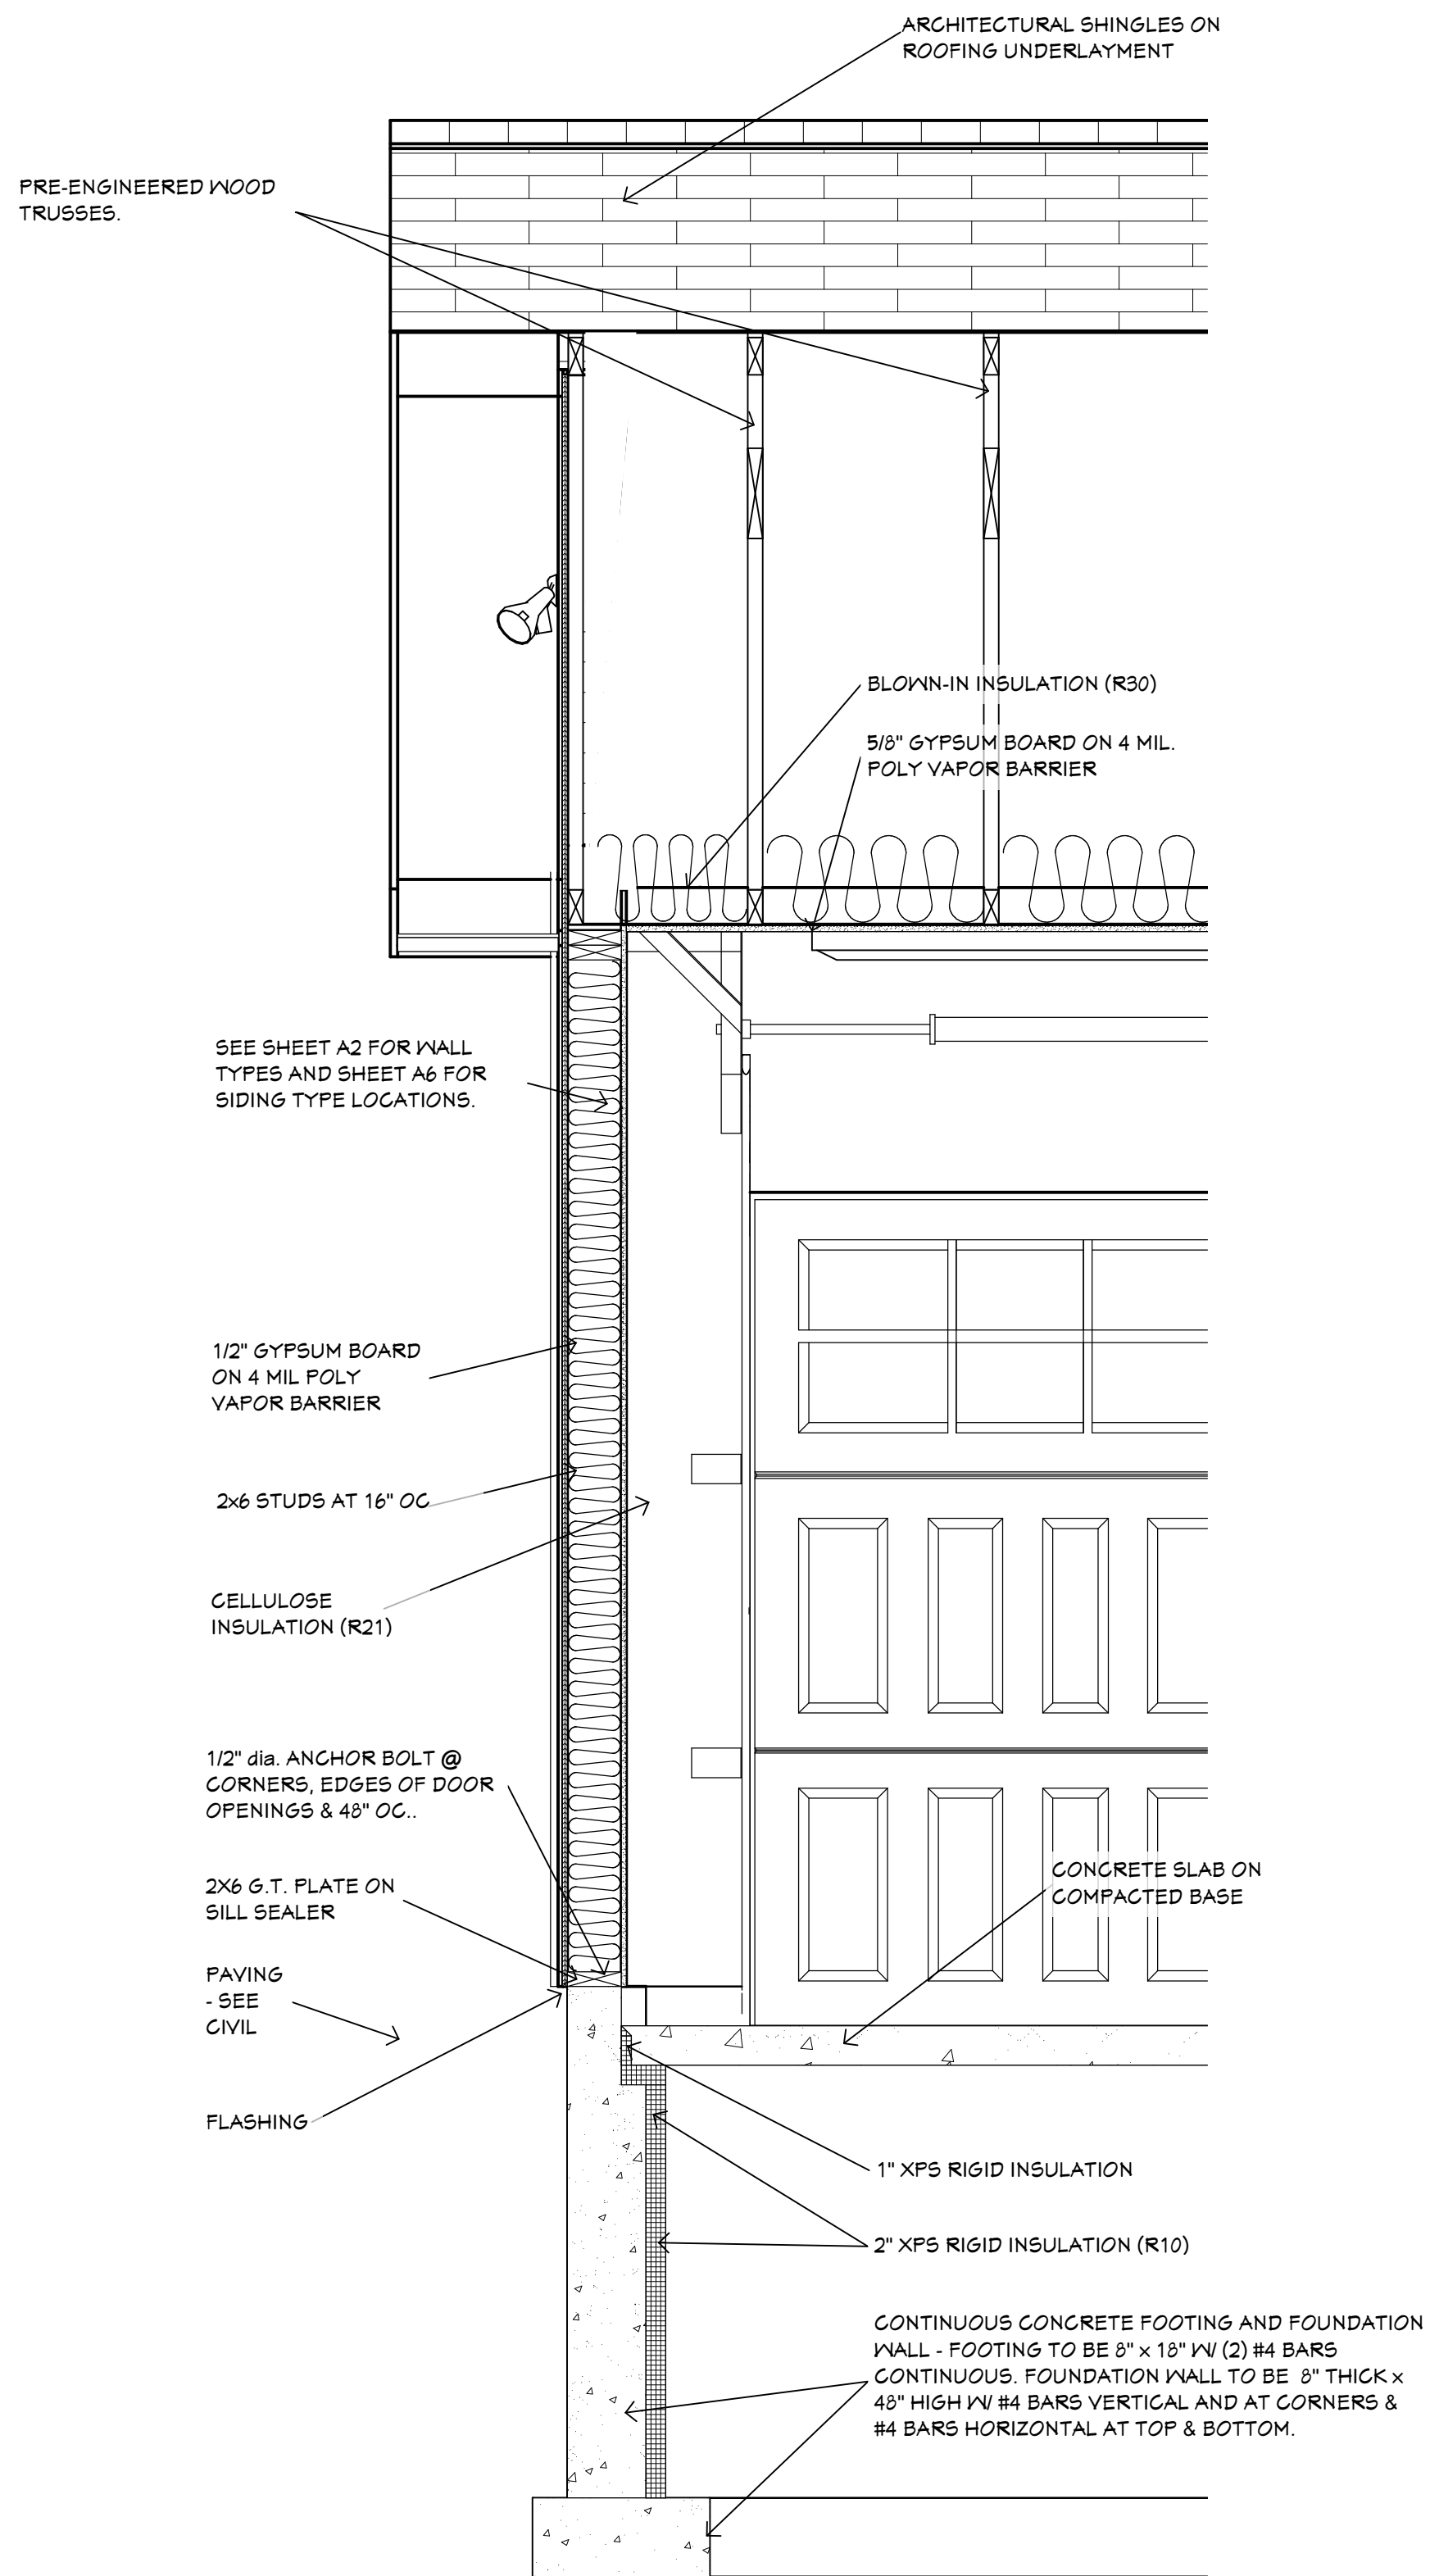 ARCHITECTURAL SHINGLES ON
ROOFING UNDERLAYMENT
PRE-ENGINEERED WOOD
TRUSSES.
BLOWN-IN INSULATION (R30)
5/8" GYPSUM BOARD ON 4 MIL.
POLY VAPOR BARRIER
SEE SHEET A2 FOR WALL
TYPES AND SHEET A6 FOR
SIDING TYPE LOCATIONS.
1/2" GYPSUM BOARD
ON 4 MIL POLY
VAPOR BARRIER
2x6 STUDS AT 16" OC
CELLULOSE
INSULATION (R21)
1/2" dia. ANCHOR BOLT @
CORNERS, EDGES OF DOOR
OPENINGS & 48" OC..
2X6 G.T. PLATE ON
SILL SEALER
CONCRETE SLAB ON
COMPACTED BASE
PAVING
- SEE
CIVIL
FLASHING
1" XPS RIGID INSULATION
2" XPS RIGID INSULATION (R10)
CONTINUOUS CONCRETE FOOTING AND FOUNDATION
WALL - FOOTING TO BE 8" x 18" W/ (2) #4 BARS
CONTINUOUS. FOUNDATION WALL TO BE 8" THICK x
48" HIGH W/ #4 BARS VERTICAL AND AT CORNERS &
#4 BARS HORIZONTAL AT TOP & BOTTOM.